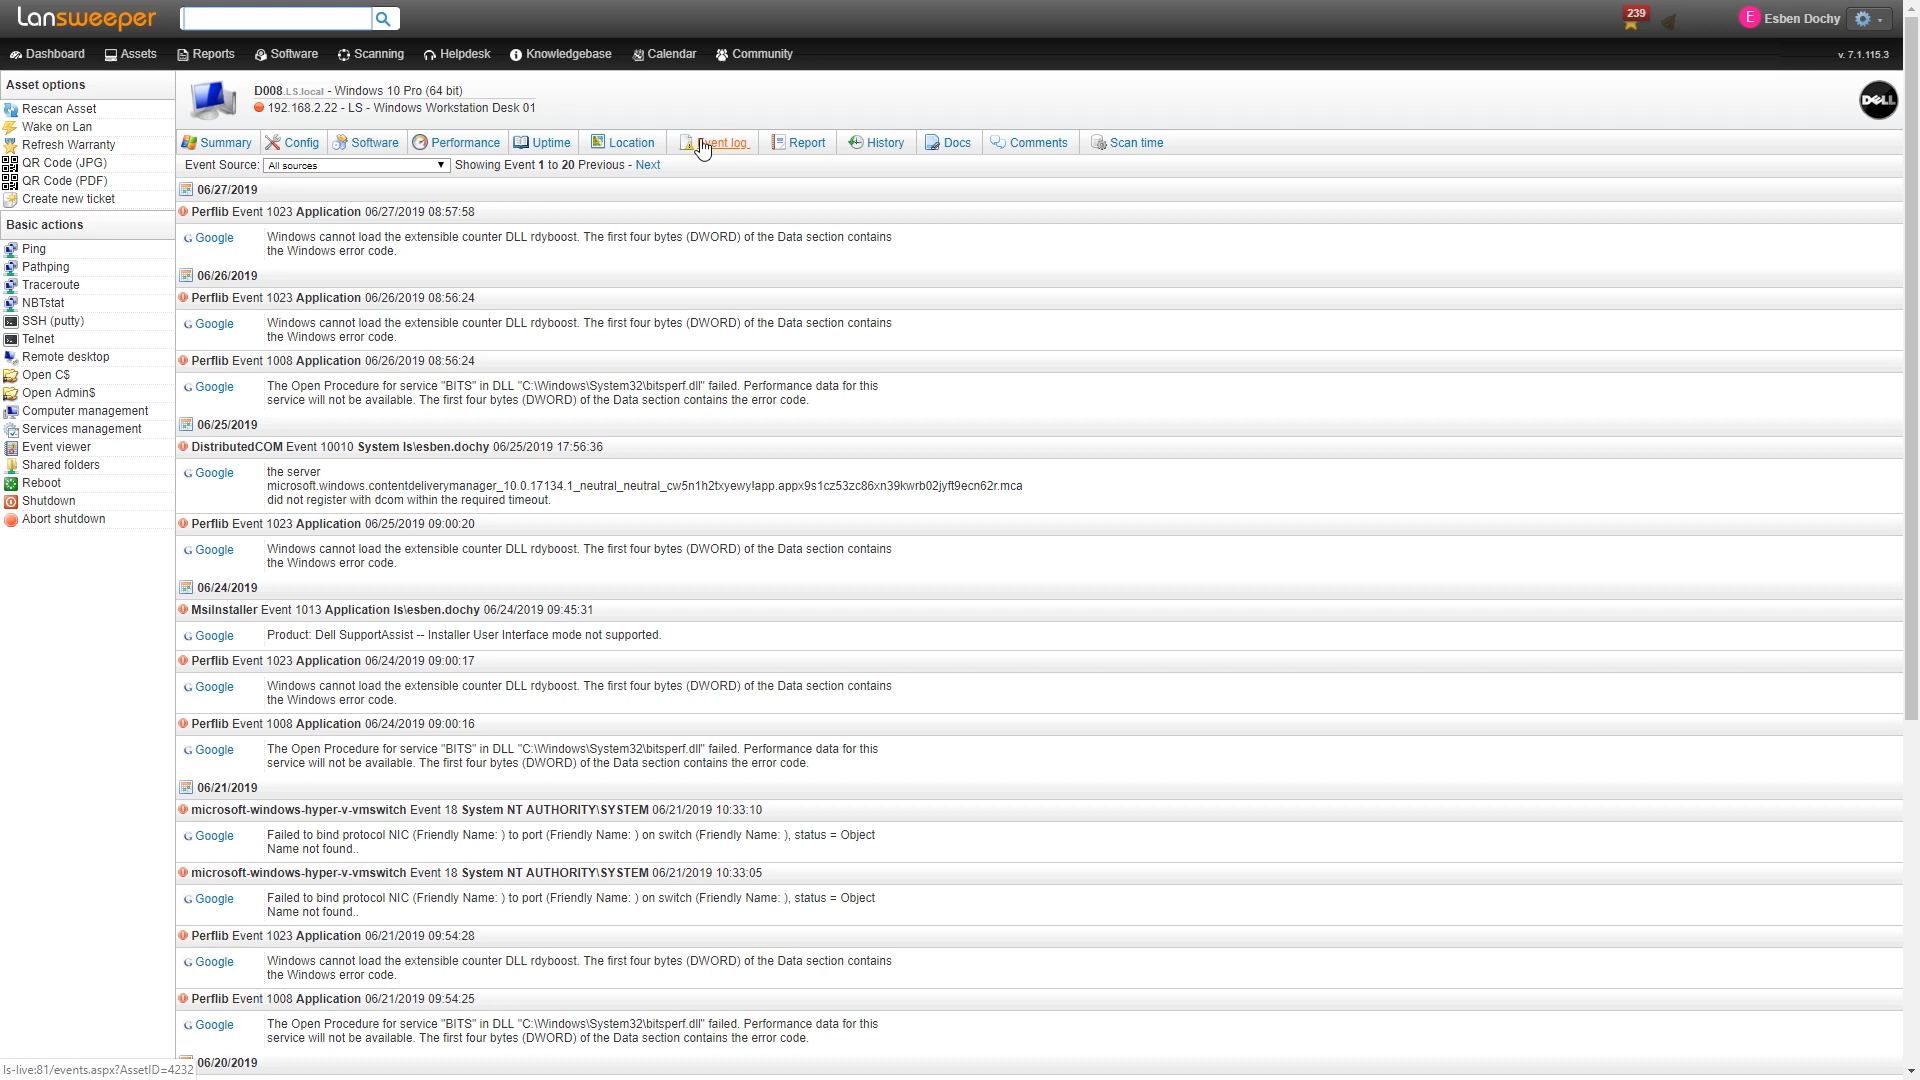 Lansweeper
239
E Esben Dochy
Dashboard Assets Reports Software Scanning Helpdesk Knowledgebase Calendar Community
v. 7.1.115.3
Asset options
Rescan Asset
Wake on Lan
Refresh Warranty
QR Code (JPG)
QR Code (PDF)
Create new ticket
Basic actions
Ping
Pathping
Traceroute
NBTstat
SSH (putty)
Telnet
Remote desktop
Open C$
Open Admin$
Computer management
Services management
Event viewer
Shared folders
Reboot
Shutdown
Abort shutdown
D008.LS.local - Windows 10 Pro (64 bit)
192.168.2.22 - LS - Windows Workstation Desk 01
DELL
Summary Config Software Performance Uptime Location Event log Report History Docs Comments Scan time
Event Source: All sources Showing Event 1 to 20 Previous - Next
06/27/2019
Perflib Event 1023 Application 06/27/2019 08:57:58
G Google Windows cannot load the extensible counter DLL rdyboost. The first four bytes (DWORD) of the Data section contains
the Windows error code.
06/26/2019
Perflib Event 1023 Application 06/26/2019 08:56:24
G Google Windows cannot load the extensible counter DLL rdyboost. The first four bytes (DWORD) of the Data section contains
the Windows error code.
Perflib Event 1008 Application 06/26/2019 08:56:24
G Google The Open Procedure for service "BITS" in DLL "C:\Windows\System32\bitsperf.dll" failed. Performance data for this
service will not be available. The first four bytes (DWORD) of the Data section contains the error code.
06/25/2019
DistributedCOM Event 10010 System ls\esben.dochy 06/25/2019 17:56:36
G Google the server
microsoft.windows.contentdeliverymanager_10.0.17134.1_neutral_neutral_cw5n1h2txyewy!app.appx9s1cz53zc86xn39kwrb02jyft9ecn62r.mca
did not register with dcom within the required timeout.
Perflib Event 1023 Application 06/25/2019 09:00:20
G Google Windows cannot load the extensible counter DLL rdyboost. The first four bytes (DWORD) of the Data section contains
the Windows error code.
06/24/2019
MsiInstaller Event 1013 Application ls\esben.dochy 06/24/2019 09:45:31
G Google Product: Dell SupportAssist -- Installer User Interface mode not supported.
Perflib Event 1023 Application 06/24/2019 09:00:17
G Google Windows cannot load the extensible counter DLL rdyboost. The first four bytes (DWORD) of the Data section contains
the Windows error code.
Perflib Event 1008 Application 06/24/2019 09:00:16
G Google The Open Procedure for service "BITS" in DLL "C:\Windows\System32\bitsperf.dll" failed. Performance data for this
service will not be available. The first four bytes (DWORD) of the Data section contains the error code.
06/21/2019
microsoft-windows-hyper-v-vmswitch Event 18 System NT AUTHORITY\SYSTEM 06/21/2019 10:33:10
G Google Failed to bind protocol NIC (Friendly Name: ) to port (Friendly Name: ) on switch (Friendly Name: ), status = Object
Name not found..
microsoft-windows-hyper-v-vmswitch Event 18 System NT AUTHORITY\SYSTEM 06/21/2019 10:33:05
G Google Failed to bind protocol NIC (Friendly Name: ) to port (Friendly Name: ) on switch (Friendly Name: ), status = Object
Name not found..
Perflib Event 1023 Application 06/21/2019 09:54:28
G Google Windows cannot load the extensible counter DLL rdyboost. The first four bytes (DWORD) of the Data section contains
the Windows error code.
Perflib Event 1008 Application 06/21/2019 09:54:25
G Google The Open Procedure for service "BITS" in DLL "C:\Windows\System32\bitsperf.dll" failed. Performance data for this
service will not be available. The first four bytes (DWORD) of the Data section contains the error code.
06/20/2019
ls-live:81/events.aspx?AssetID=4232